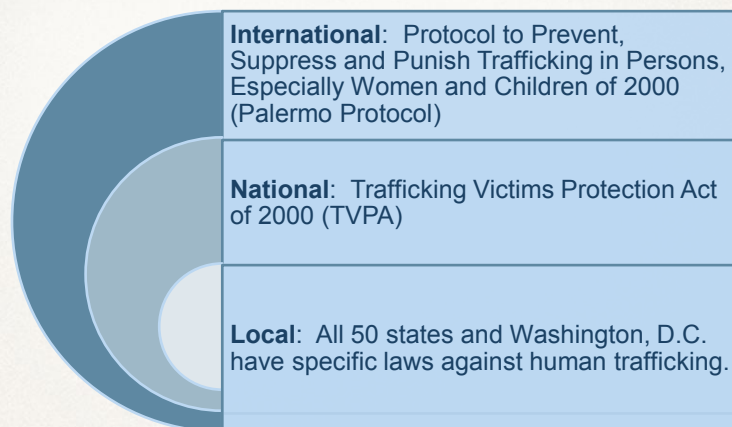 International:  Protocol to Prevent,
Suppress and Punish Trafficking in Persons,
Especially Women and Children of 2000
(Palermo Protocol)
National:  Trafficking Victims Protection Act
of 2000 (TVPA)
Local:  All 50 states and Washington, D.C.
have specific laws against human trafficking.